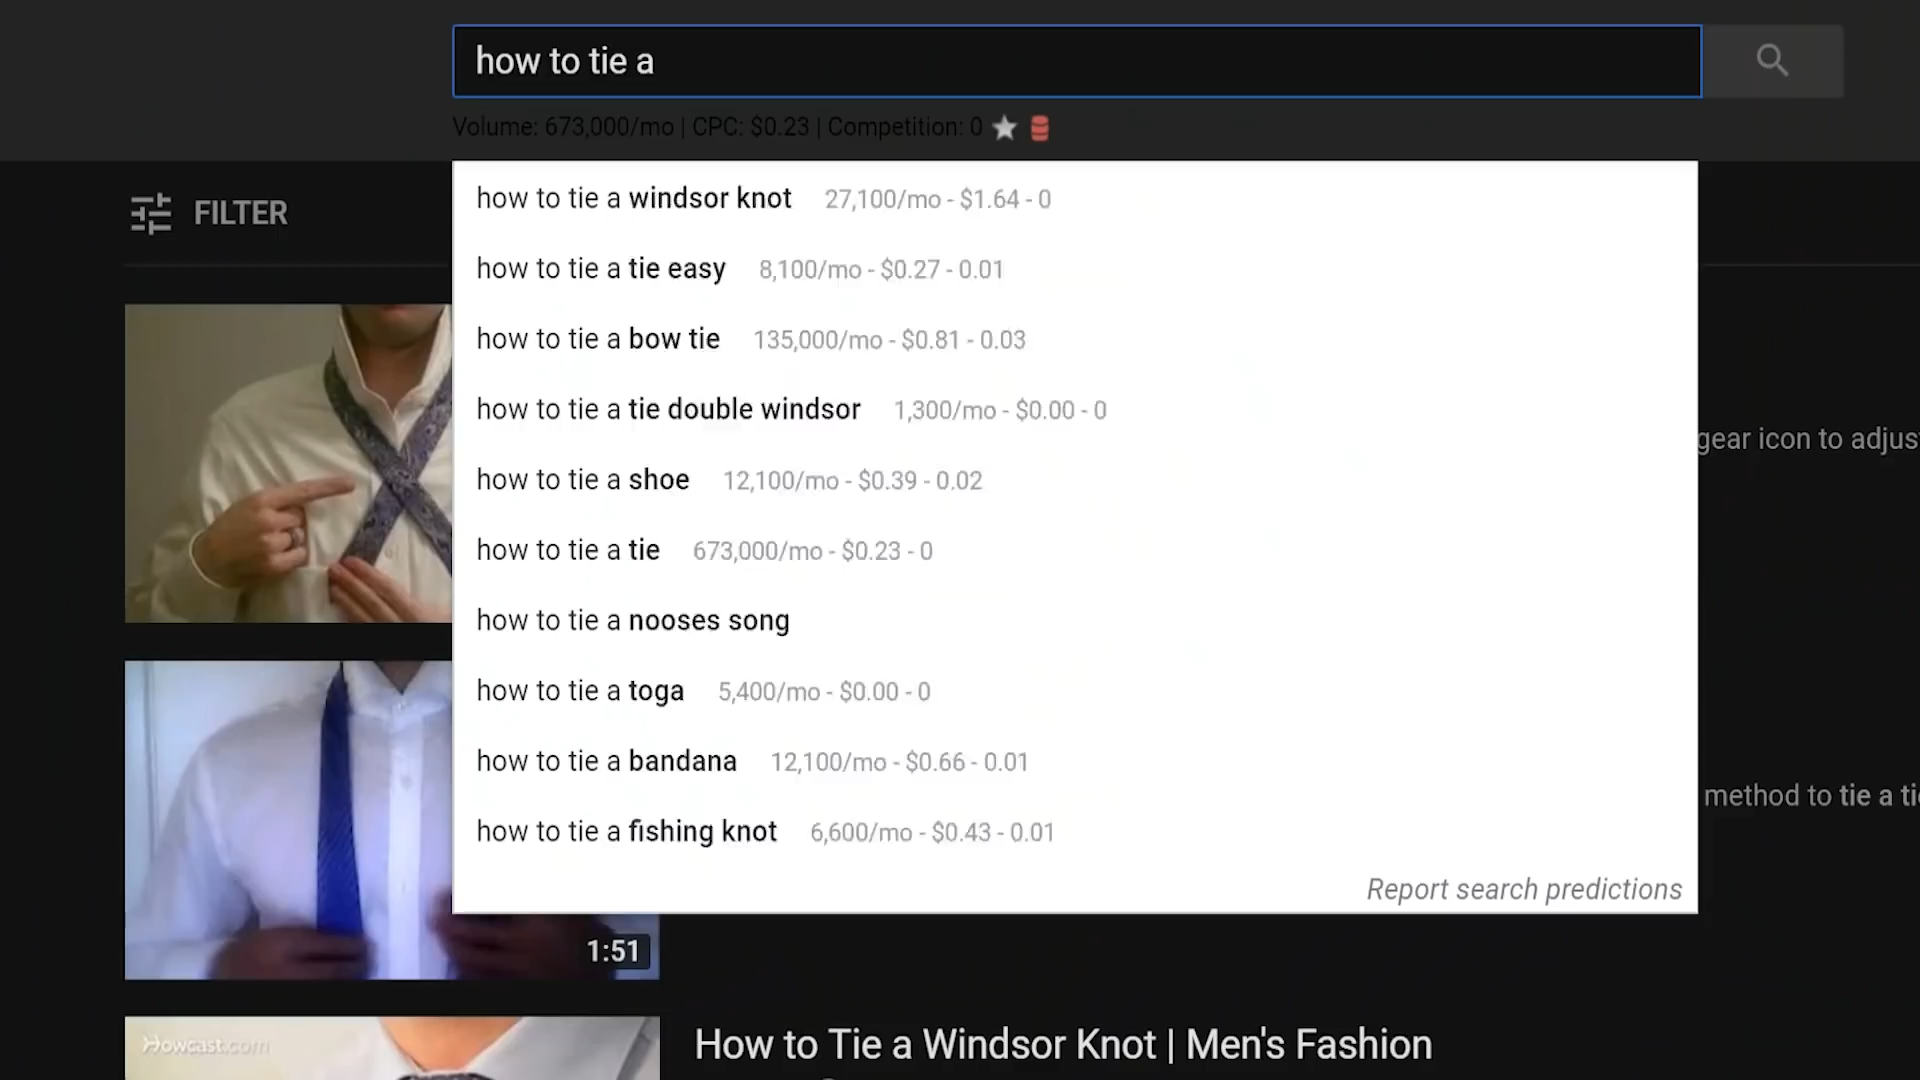 how to tie a
Volume: 673,000/mo | CPC: $0.23 | Competition: 0
FILTER
how to tie a windsor knot 27,100/mo - $1.64 - 0
how to tie a tie easy 8,100/mo - $0.27 - 0.01
how to tie a bow tie 135,000/mo - $0.81 - 0.03
how to tie a tie double windsor 1,300/mo - $0.00 - 0
gear icon to adjus
how to tie a shoe 12,100/mo - $0.39 - 0.02
how to tie a tie 673,000/mo - $0.23 - 0
how to tie a nooses song
how to tie a toga 5,400/mo - $0.00 - 0
how to tie a bandana 12,100/mo - $0.66 - 0.01
method to tie a ti
how to tie a fishing knot 6,600/mo - $0.43 - 0.01
Report search predictions
1:51
Howcast.com
How to Tie a Windsor Knot | Men's Fashion